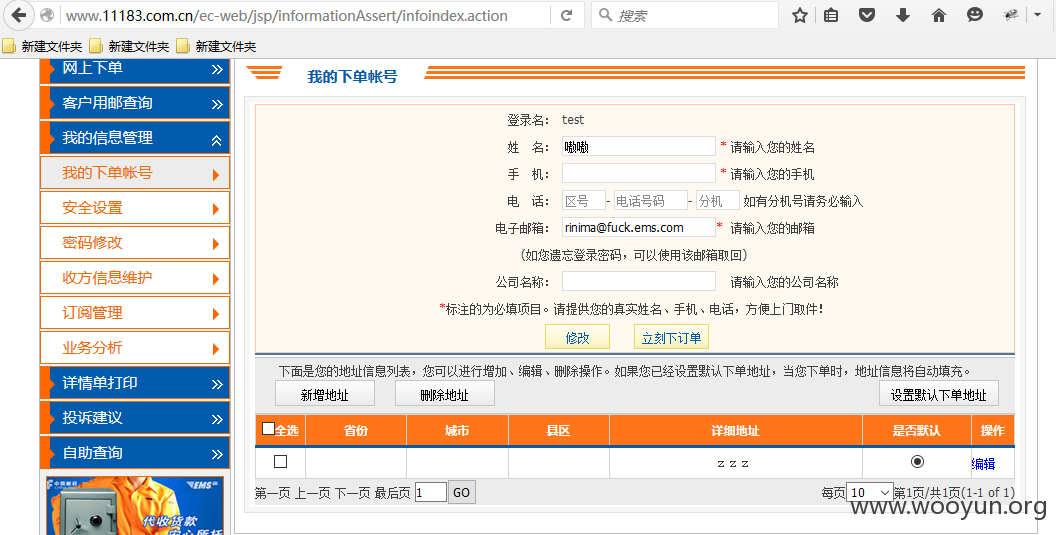 www.11183.com.cn/ec-web/jsp/informationAssert/infoindex.action
搜索
新建文件夹 新建文件夹 新建文件夹
网上下单
客户用邮查询
我的信息管理
我的下单帐号
安全设置
密码修改
收方信息维护
订阅管理
业务分析
详情单打印
投诉建议
自助查询
中国邮政 EMS
代收货款
我的下单帐号
登录名： test
姓 名： 嘞嘞 * 请输入您的姓名
手 机： * 请输入您的手机
电 话： 区号 - 电话号码 - 分机 如有分机号请务必输入
电子邮箱： rinima@fuck.ems.com * 请输入您的邮箱
（如您遗忘登录密码，可以使用该邮箱取回）
公司名称： 请输入您的公司名称
*标注的为必填项目。请提供您的真实姓名、手机、电话，方便上门取件！
修改 立刻下订单
下面是您的地址信息列表，您可以进行增加、编辑、删除操作。如果您已经设置默认下单地址，当您下单时，地址信息将自动填充。
新增地址 删除地址 设置默认下单地址
全选 省份 城市 县区 详细地址 是否默认 操作
z z z 编辑
第一页 上一页 下一页 最后页 1 GO 每页 10 第1页/共1页(1-1 of 1)
www.wooyun.org